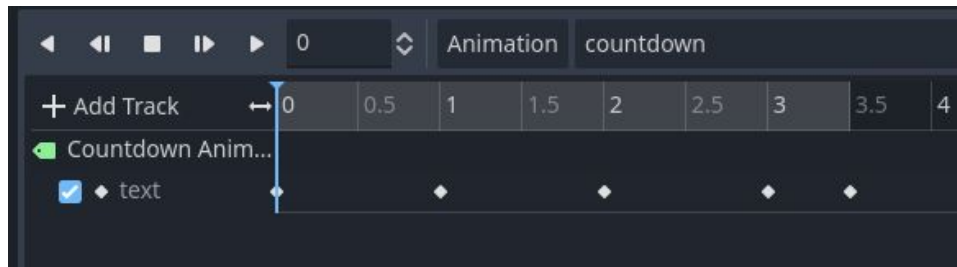 0 Animation countdown
Add Track 0 0.5 1 1.5 2 2.5 3 3.5 4
Countdown Anim...
text